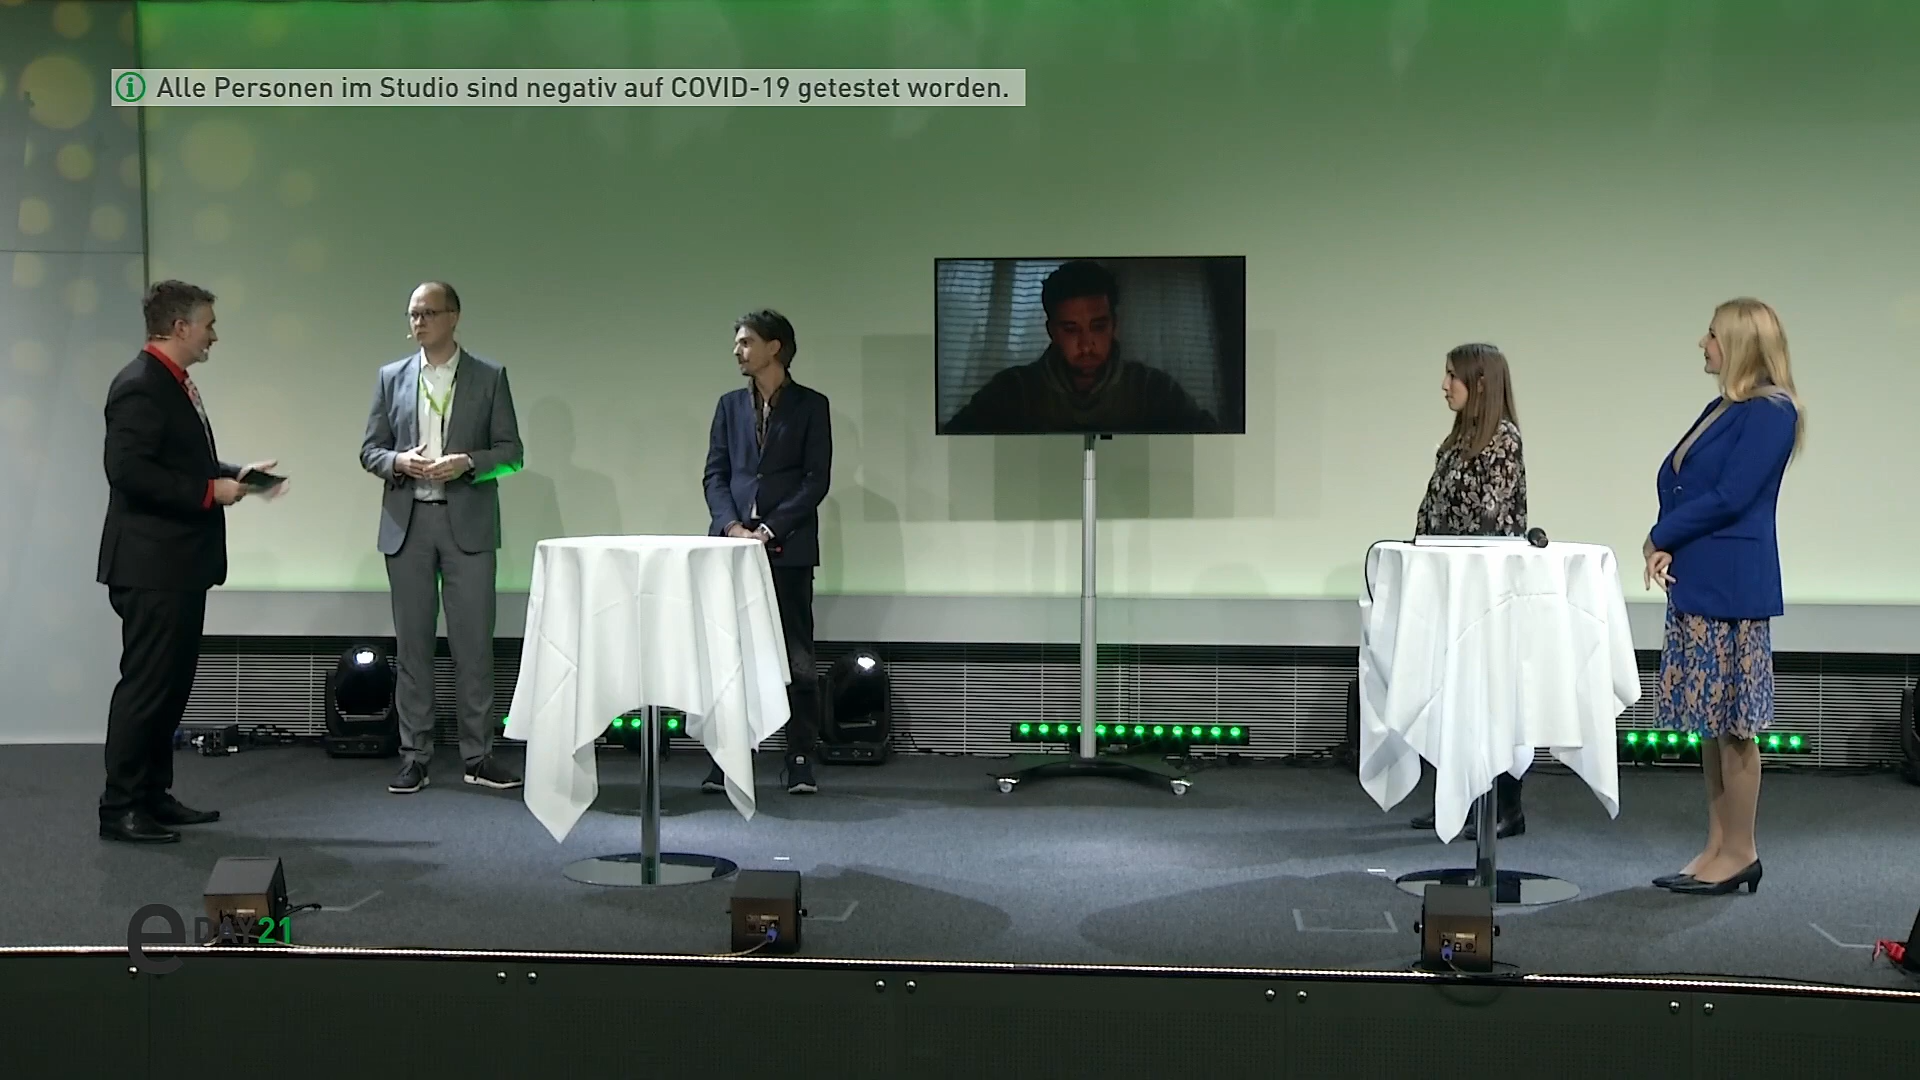 Alle Personen im Studio sind negativ auf COVID-19 getestet worden.
eDAY21